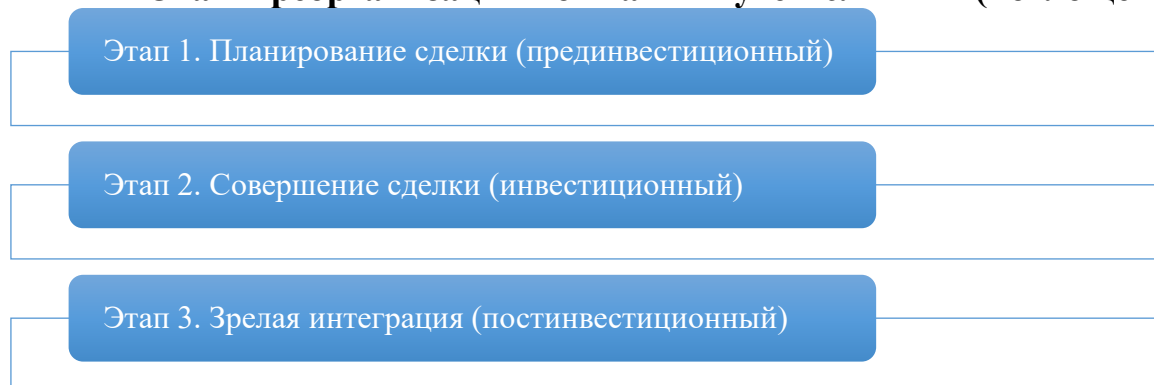 Этап 1. Планирование сделки (прединвестиционный)
Этап 2. Совершение сделки (инвестиционный)
Этап 3. Зрелая интеграция (постинвестиционный)